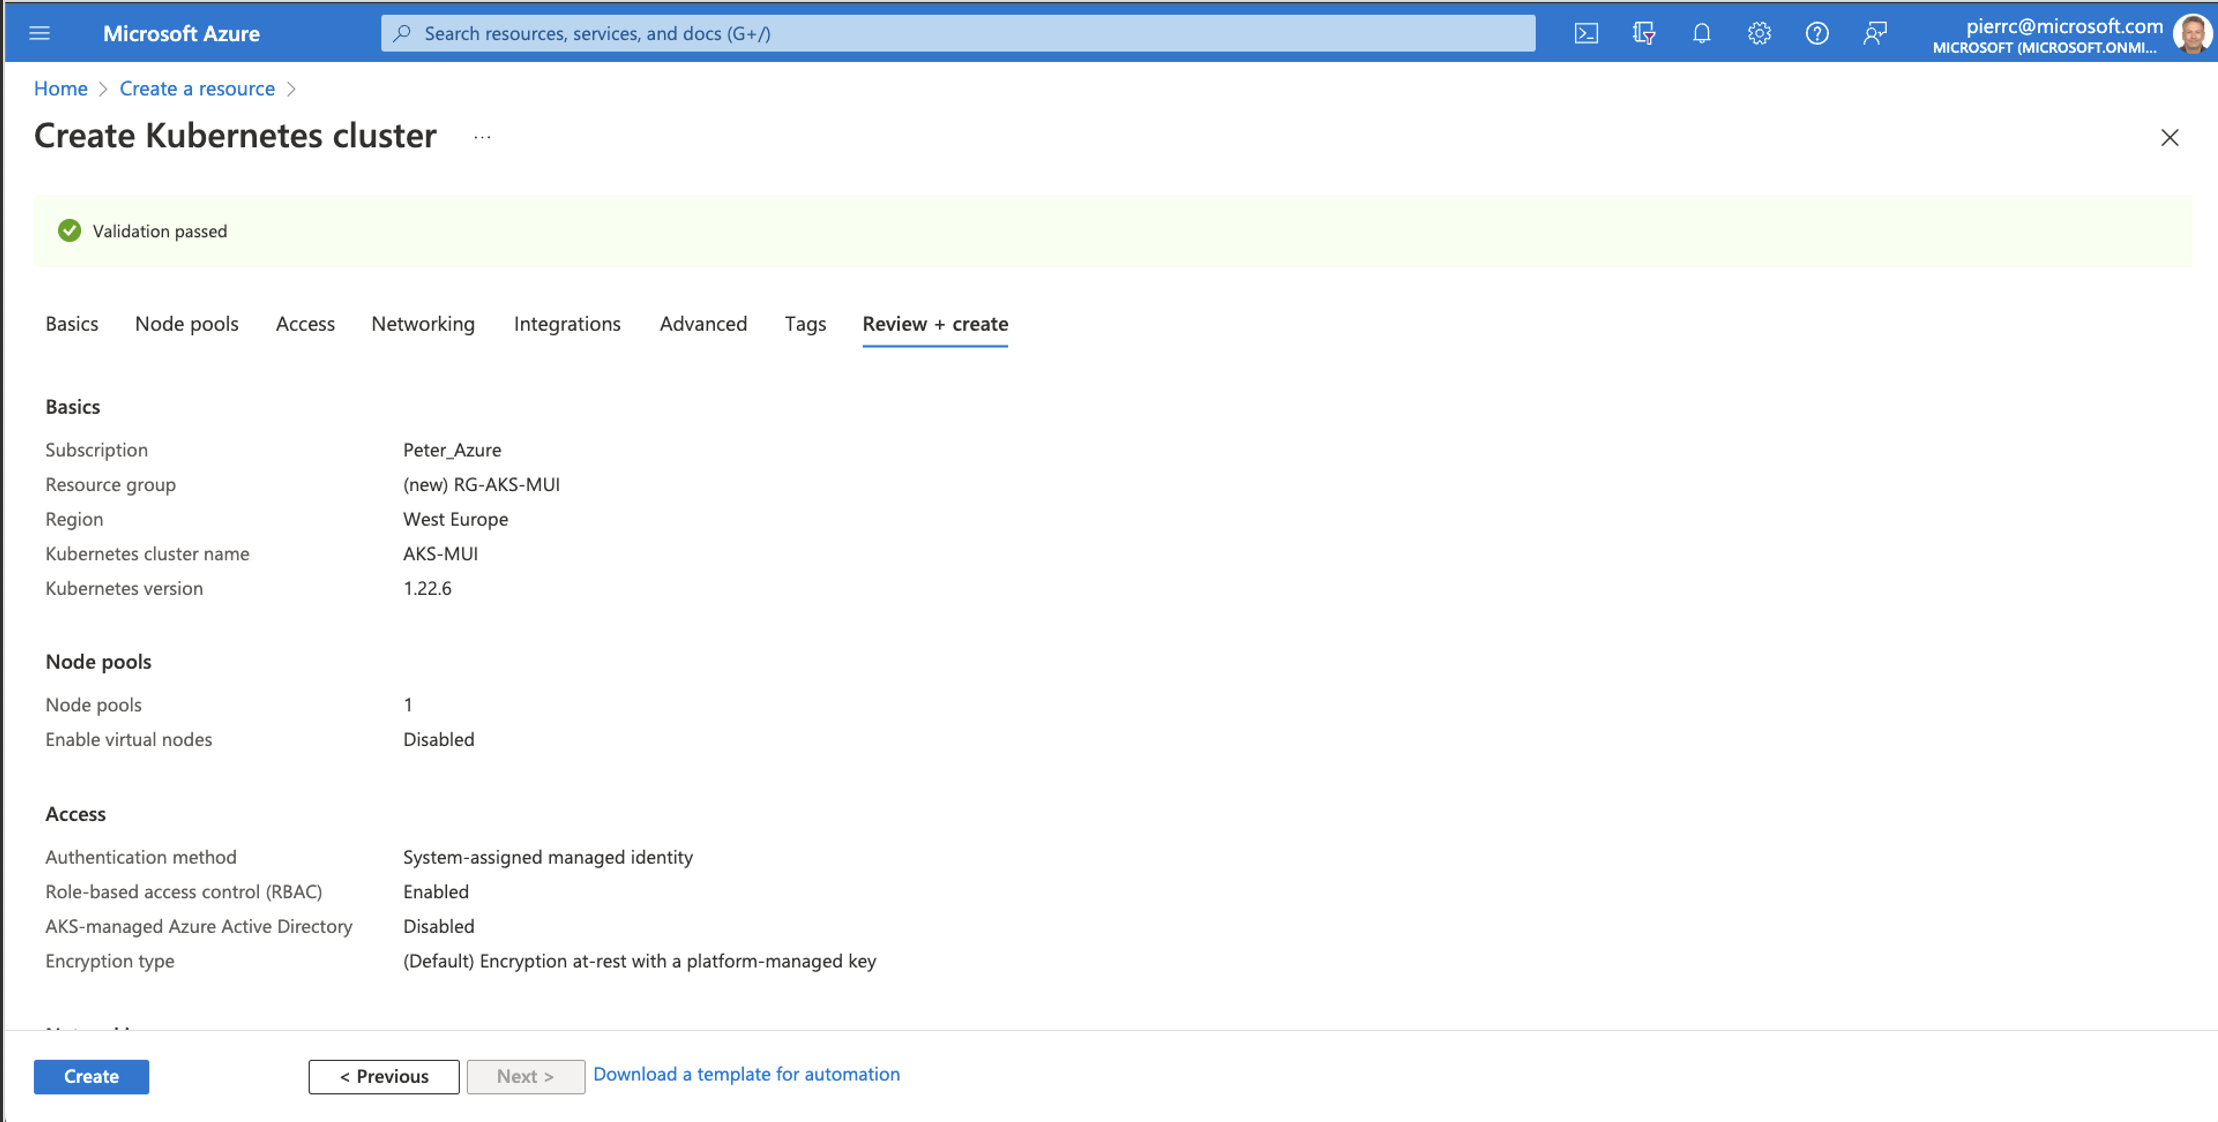 Microsoft Azure
Search resources, services, and docs (G+/)
pierrc@microsoft.com
MICROSOFT (MICROSOFT.ONMI...
Home > Create a resource >
Create Kubernetes cluster ...
Validation passed
Basics Node pools Access Networking Integrations Advanced Tags Review + create
Basics
Subscription Peter_Azure
Resource group (new) RG-AKS-MUI
Region West Europe
Kubernetes cluster name AKS-MUI
Kubernetes version 1.22.6
Node pools
Node pools 1
Enable virtual nodes Disabled
Access
Authentication method System-assigned managed identity
Role-based access control (RBAC) Enabled
AKS-managed Azure Active Directory Disabled
Encryption type (Default) Encryption at-rest with a platform-managed key
Create < Previous Next > Download a template for automation